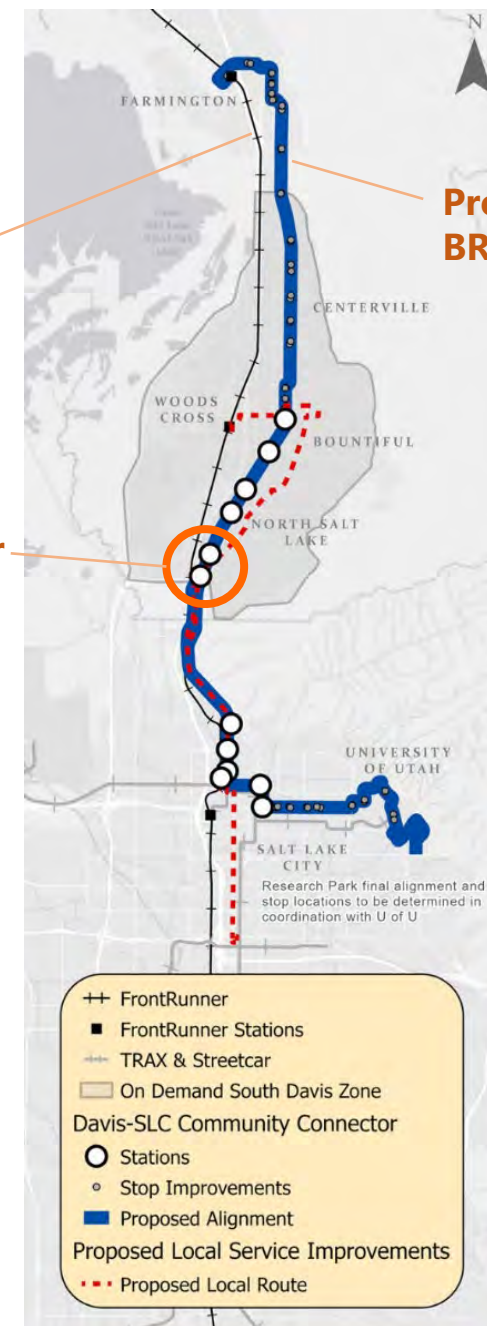 N
FARMINGTON
Pro
BR
CENTERVILLE
WOODS
CROSS
BOUNTIFUL
NORTH SALT
LAKE
r
UNIVERSITY
OF UTAH
SALT LAKE
CITY
Research Park final alignment and
stop locations to be determined in
coordination with U of U
FrontRunner
FrontRunner Stations
TRAX & Streetcar
On Demand South Davis Zone
Davis-SLC Community Connector
Stations
Stop Improvements
Proposed Alignment
Proposed Local Service Improvements
Proposed Local Route